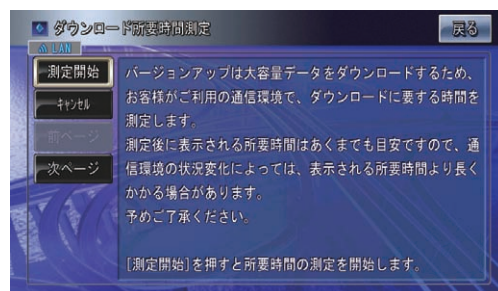 ダウンロード所要時間測定
戻る
LAN
測定開始
キャンセル
前ページ
次ページ
バージョンアップは大容量データをダウンロードするため、
お客様がご利用の通信環境で、ダウンロードに要する時間を
測定します。
測定後に表示される所要時間はあくまでも目安ですので、通
信環境の状況変化によっては、表示される所要時間より長く
かかる場合があります。
予めご了承ください。
[測定開始]を押すと所要時間の測定を開始します。